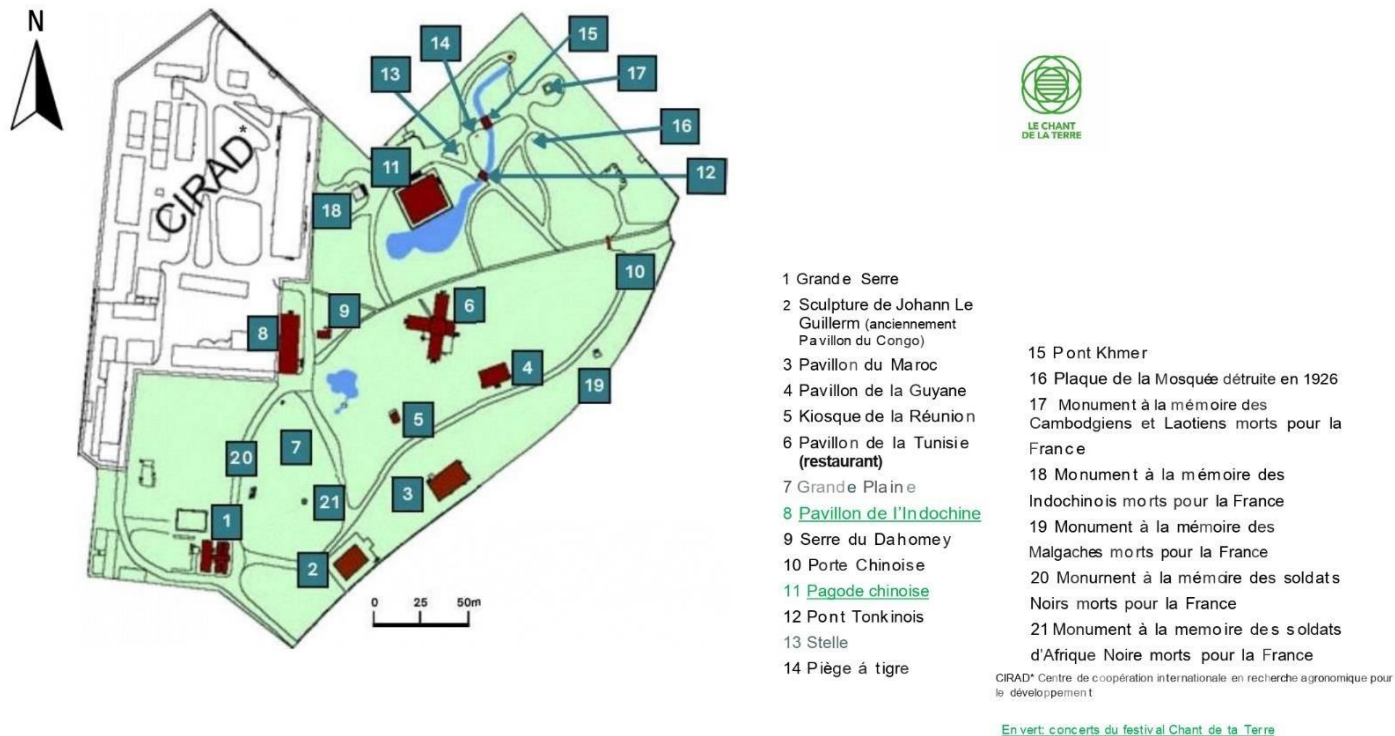 N
CIRAD*
14
15
13
17
16
11
12
18
10
9
6
8
4
19
5
7
20
3
21
1
2
0 25 50m
LE CHANT
DE LA TERRE
1 Grande Serre
2 Sculpture de Johann Le
Guillerm (anciennement
Pavillon du Congo)
3 Pavillon du Maroc
4 Pavillon de la Guyane
5 Kiosque de la Réunion
6 Pavillon de la Tunisie
(restaurant)
7 Grande Plaine
8 Pavillon de l'Indochine
9 Serre du Dahomey
10 Porte Chinoise
11 Pagode chinoise
12 Pont Tonkinois
13 Stelle
14 Piège á tigre
15 Pont Khmer
16 Plaque de la Mosquée détruite en 1926
17 Monument à la mémoire des
Cambodgiens et Laotiens morts pour la
France
18 Monument à la mémoire des
Indochinois morts pour la France
19 Monument à la mémoire des
Malgaches morts pour la France
20 Monurnent à la mémoire des soldats
Noirs morts pour la France
21 Monument à la memoire des soldats
d'Afrique Noire morts pour la France
CIRAD* Centre de coopération internationale en recherche agronomique pour
le développement
En vert: concerts du festival Chant de ta Terre